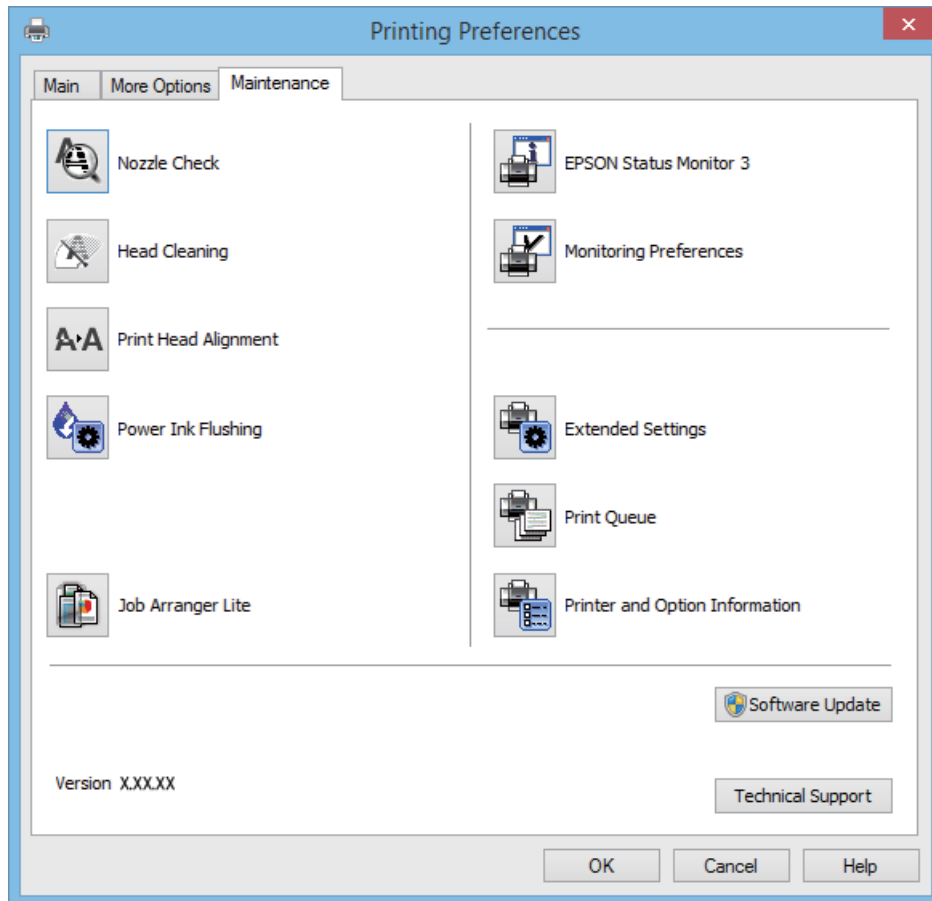 Printing Preferences
Main
More Options
Maintenance
Nozzle Check
Head Cleaning
Print Head Alignment
Power Ink Flushing
Job Arranger Lite
EPSON Status Monitor 3
Monitoring Preferences
Extended Settings
Print Queue
Printer and Option Information
Software Update
Version X.XX.XX
Technical Support
OK
Cancel
Help